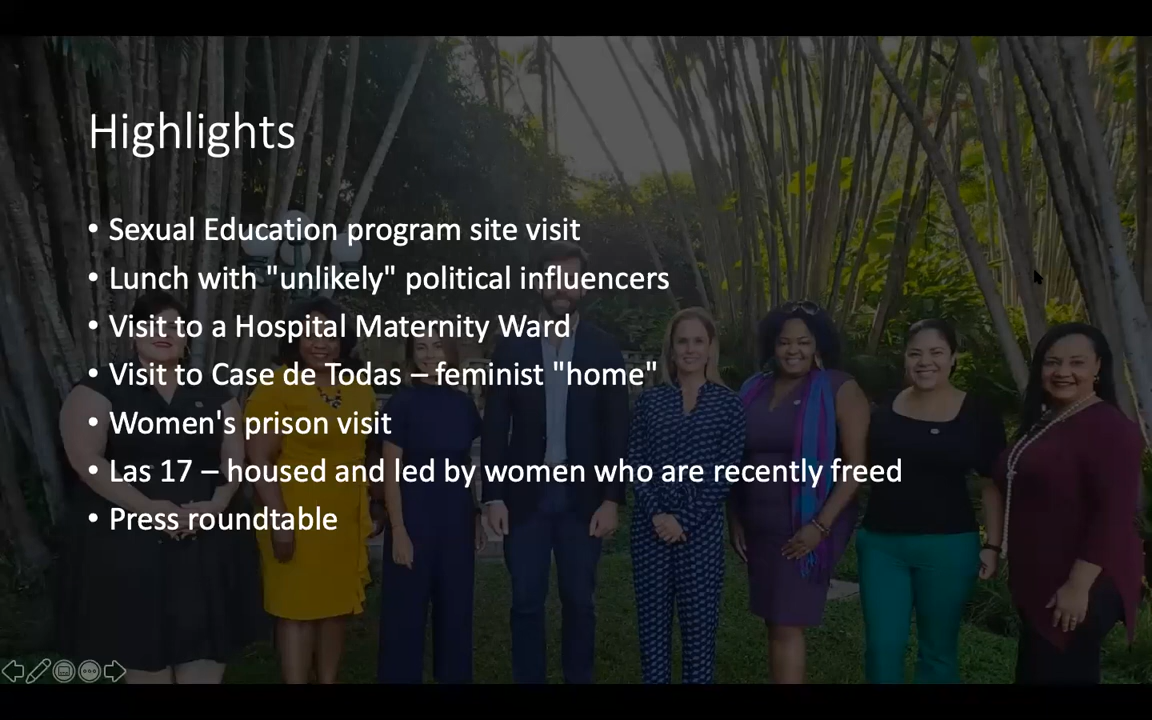 Highlights
• Sexual Education program site visit
• Lunch with "unlikely" political influencers
• Visit to a Hospital Maternity Ward
• Visit to Case de Todas – feminist "home"
• Women's prison visit
• Las 17 – housed and led by women who are recently freed
• Press roundtable